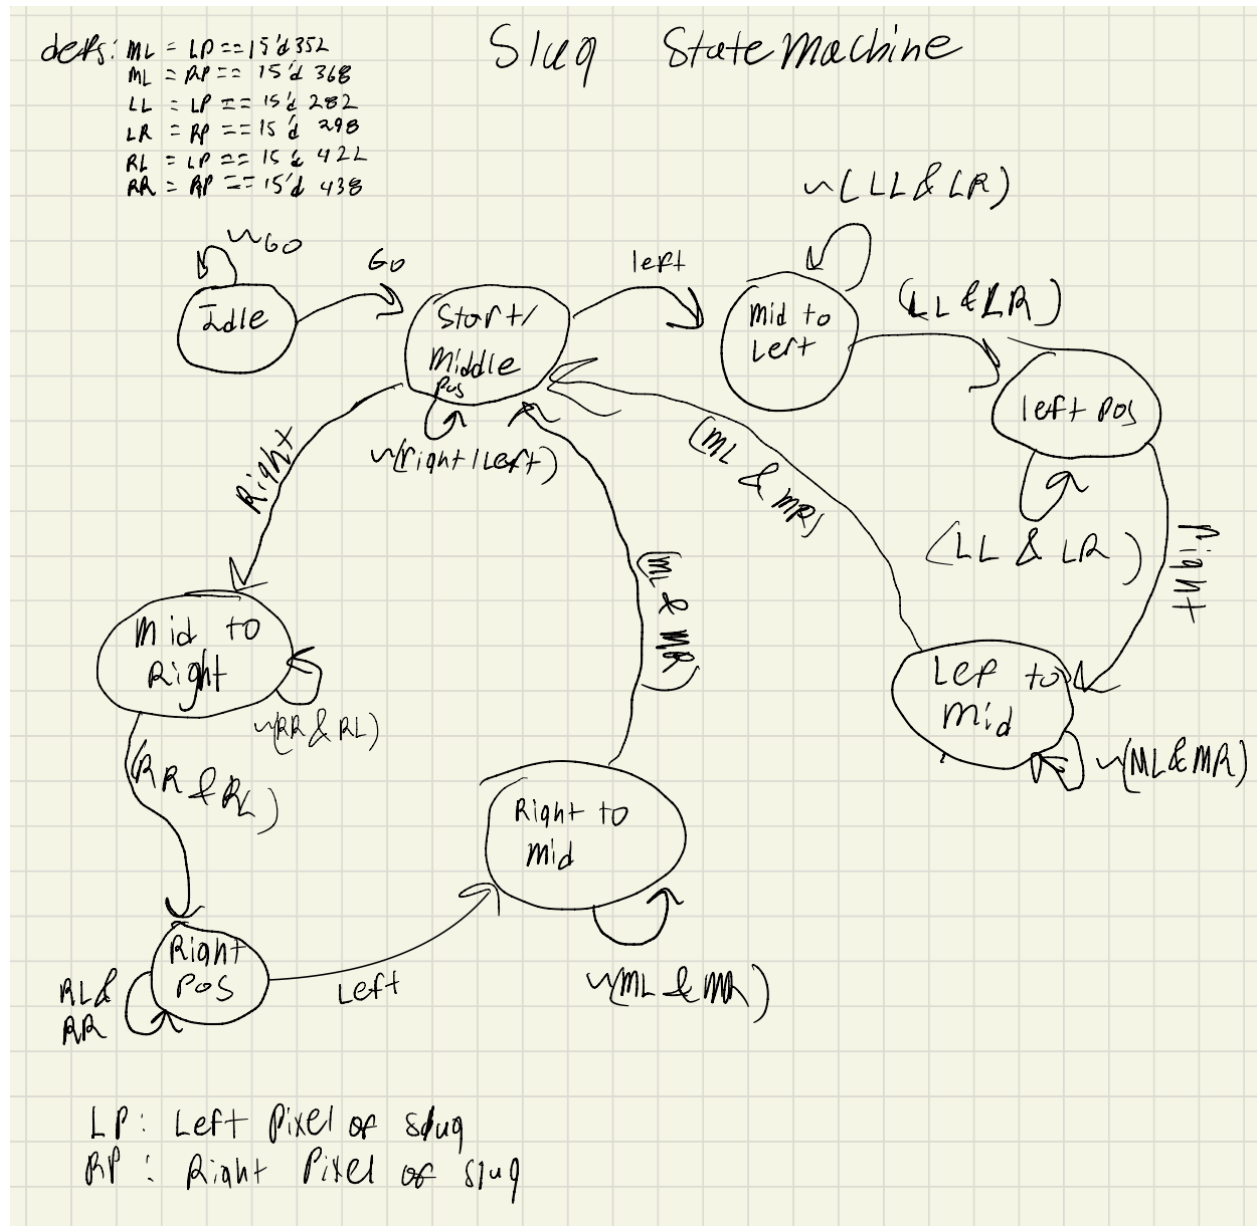 Slug State Machine
defs: ML = LP == 15'd 352
ML = RP == 15'd 368
LL = LP == 15'd 282
LR = RP == 15'd 298
RL = LP == 15'd 422
RR = RP == 15'd 438
~(LL & LR)
~GO
GO
left
Idle
Start/
Middle
Pos
Mid to
Left
(LL & LR)
left Pos
~(right | Left)
Right
(ML & MR)
(LL & LR)
Right
(ML & MR)
Mid to
Right
~(RR & RL)
Lef to
Mid
~(ML & MR)
(RR & RL)
Right to
Mid
~(ML & MR)
Right
Pos
RL &
RR
Left
LP: Left Pixel of slug
RP: Right Pixel of slug